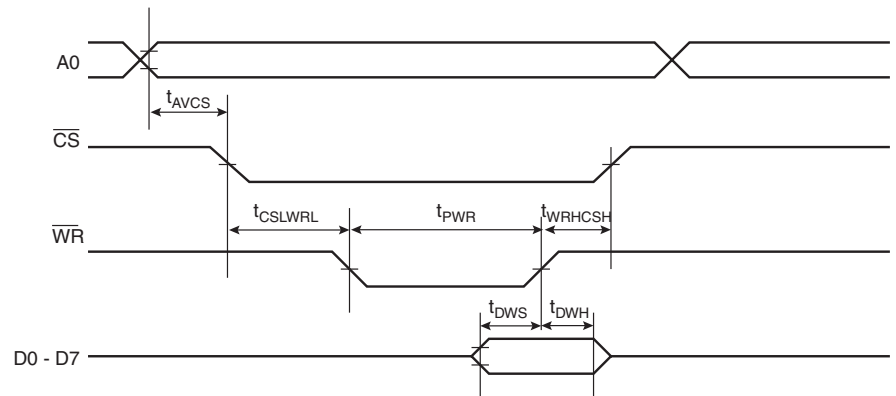 A0
tAVCS
CS
tCSLWRL
tPWR
tWRHCSH
WR
tDWS
tDWH
D0 - D7